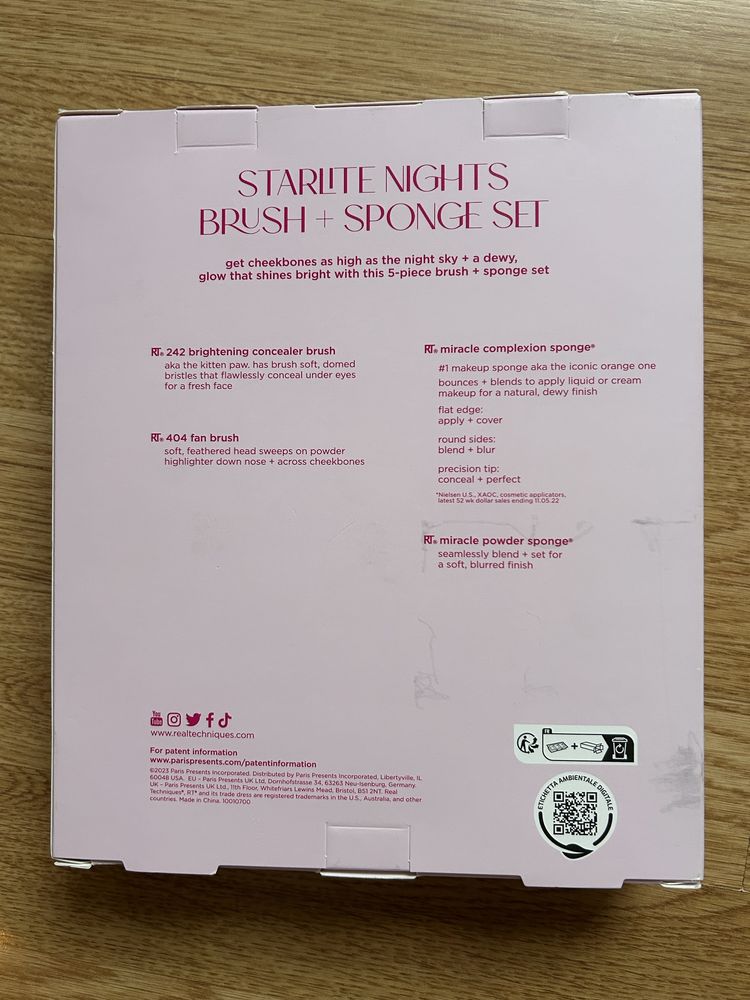 STARLITE NIGHTS
BRUSH + SPONGE SET
get cheekbones as high as the night sky + a dewy,
glow that shines bright with this 5-piece brush + sponge set
RT® 242 brightening concealer brush
aka the kitten paw. has brush soft, domed
bristles that flawlessly conceal under eyes
for a fresh face
RT® 404 fan brush
soft, feathered head sweeps on powder
highlighter down nose + across cheekbones
RT® miracle complexion sponge®
#1 makeup sponge aka the iconic orange one
bounces + blends to apply liquid or cream
makeup for a natural, dewy finish
flat edge:
apply + cover
round sides:
blend + blur
precision tip:
conceal + perfect
*Nielsen U.S., XAOC, cosmetic applicators,
latest 52 wk dollar sales ending 11.05.22
RT® miracle powder sponge®
seamlessly blend + set for
a soft, blurred finish
You
Tube
www.realtechniques.com
For patent information
www.parispresents.com/patentinformation
©2023 Paris Presents Incorporated. Distributed by Paris Presents Incorporated, Libertyville, IL
60048 USA. EU – Paris Presents UK Ltd, Dornhofstrasse 34, 63263 Neu-Isenburg, Germany.
UK – Paris Presents UK Ltd., 11th Floor, Whitefriars Lewins Mead, Bristol, BS1 2NT. Real
Techniques®, RT® and its trade dress are registered trademarks in the U.S., Australia, and other
countries. Made in China. 10010700
FR
+
ETICHETTA AMBIENTALE DIGITALE